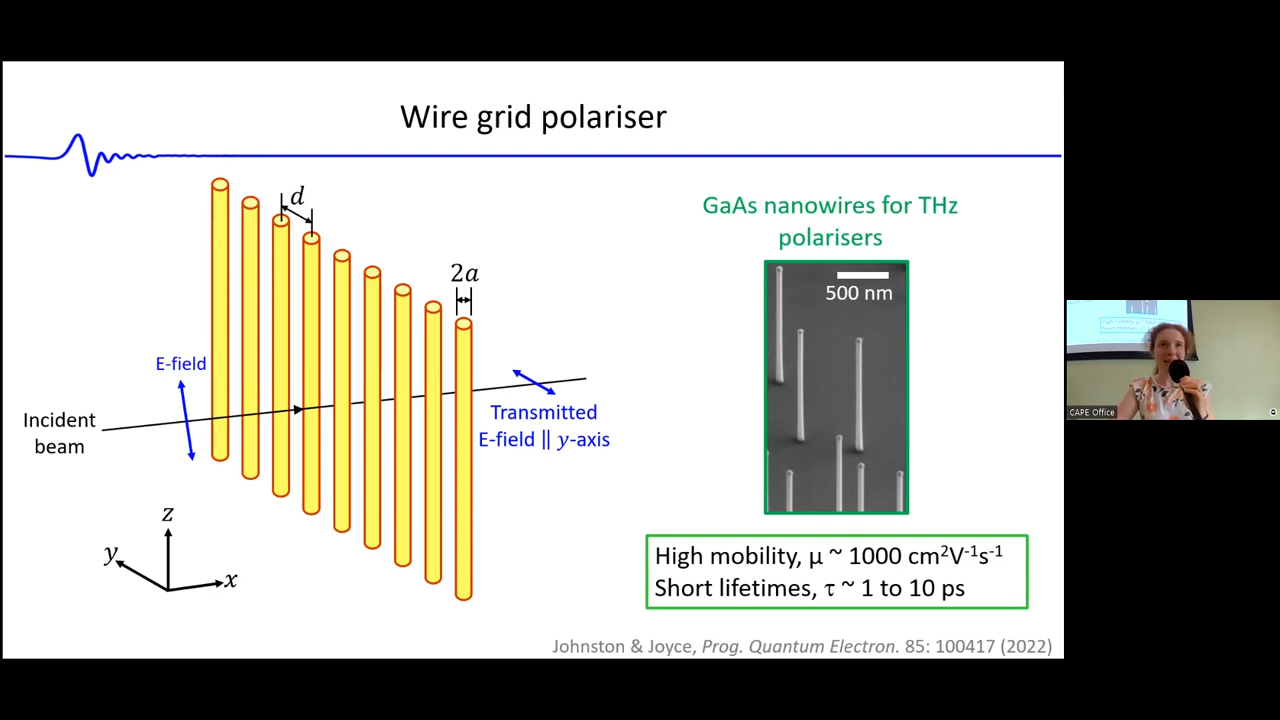 Wire grid polariser
d
2a
E-field
Incident
beam
Transmitted
E-field ∥ y-axis
z
y
x
GaAs nanowires for THz
polarisers
500 nm
High mobility, μ ~ 1000 cm²V⁻¹s⁻¹
Short lifetimes, τ ~ 1 to 10 ps
Johnston & Joyce, Prog. Quantum Electron. 85: 100417 (2022)
CAPE Office